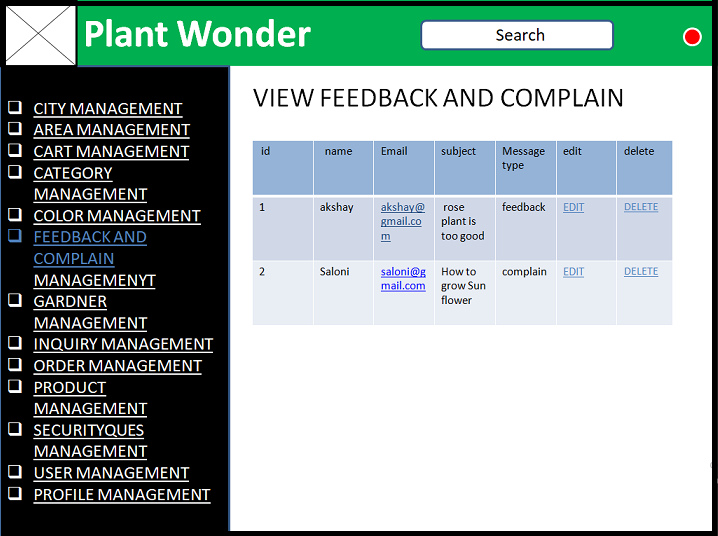 Plant Wonder
Search
CITY MANAGEMENT
AREA MANAGEMENT
CART MANAGEMENT
CATEGORY
MANAGEMENT
COLOR MANAGEMENT
FEEDBACK AND
COMPLAIN
MANAGEMENYT
GARDNER
MANAGEMENT
INQUIRY MANAGEMENT
ORDER MANAGEMENT
PRODUCT
MANAGEMENT
SECURITYQUES
MANAGEMENT
USER MANAGEMENT
PROFILE MANAGEMENT
VIEW FEEDBACK AND COMPLAIN
id name Email subject Message edit delete
type
1 akshay akshay@ rose feedback EDIT DELETE
gmail.co plant is
m too good
2 Saloni saloni@g How to complain EDIT DELETE
mail.com grow Sun
flower